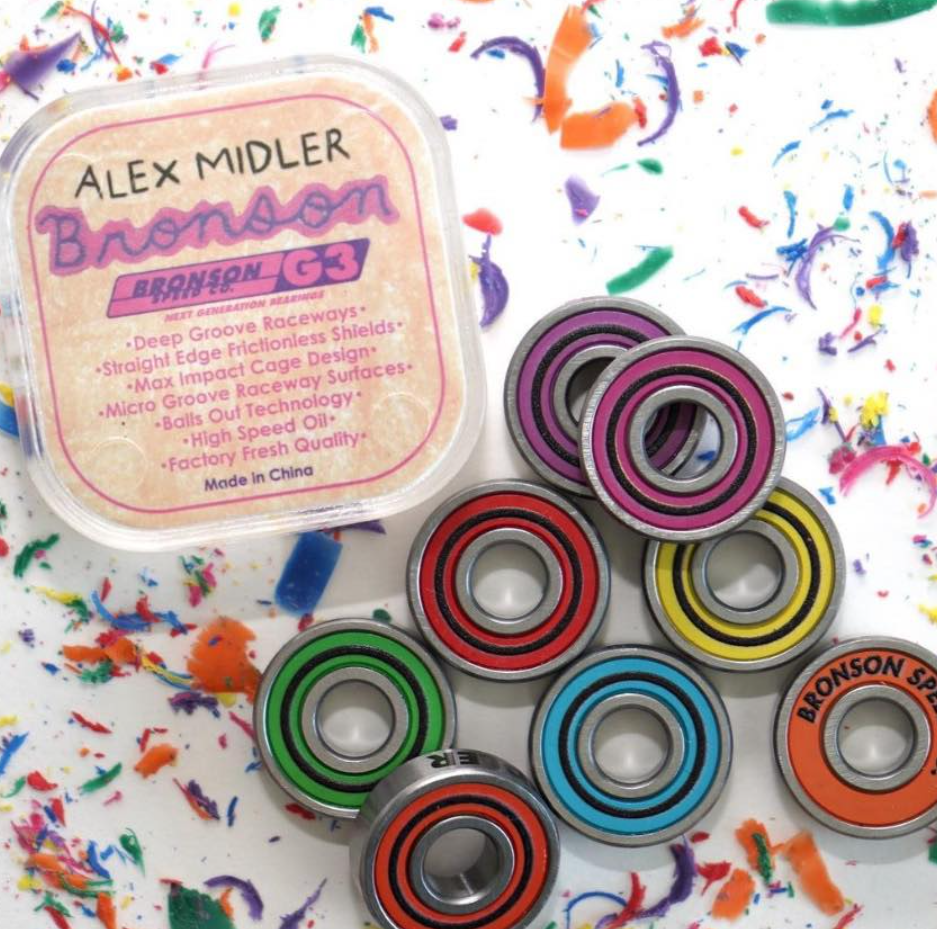 ALEX MIDLER
Bronson
BRONSON G3
SPEED CO.
NEXT GENERATION BEARINGS
•Deep Groove Raceways•
•Straight Edge Frictionless Shields•
•Max Impact Cage Design•
•Micro Groove Raceway Surfaces•
•Balls Out Technology•
•High Speed Oil•
•Factory Fresh Quality•
Made in China
BRONSON SPE
ER